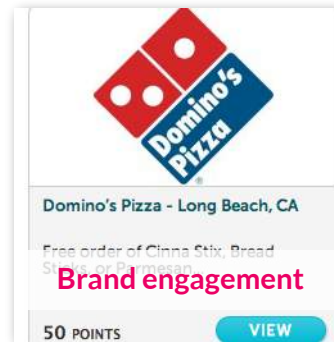 Domino's
Pizza
®
Domino's Pizza - Long Beach, CA
Free order of Cinna Stix, Bread
Sticks, or Parmesan...
Brand engagement
50 POINTS
VIEW